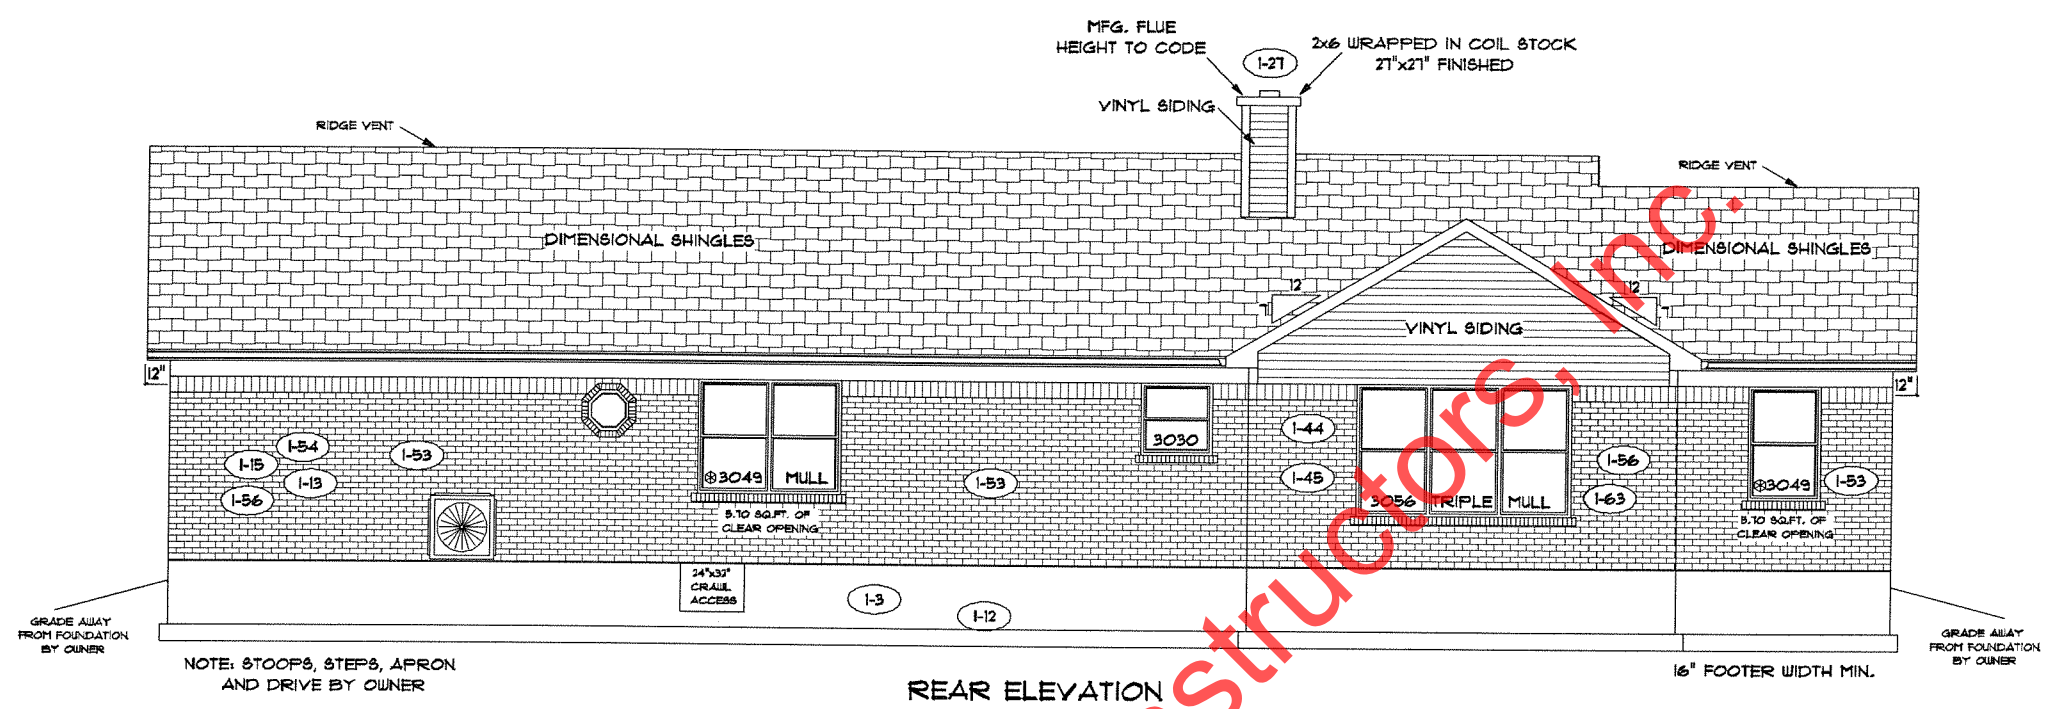 MFG. FLUE
HEIGHT TO CODE
1-27
2x6 WRAPPED IN COIL STOCK
27"x27" FINISHED
VINYL SIDING
RIDGE VENT
RIDGE VENT
DIMENSIONAL SHINGLES
DIMENSIONAL SHINGLES
12
7
12
7
VINYL SIDING
12"
12"
1-54
1-15
1-13
1-56
1-53
3049 MULL
5.70 SQ.FT. OF
CLEAR OPENING
1-53
3030
1-44
1-45
3056 TRIPLE MULL
1-56
1-63
3049
1-53
5.70 SQ.FT. OF
CLEAR OPENING
24"x32"
CRAWL
ACCESS
1-3
1-12
GRADE AWAY
FROM FOUNDATION
BY OWNER
GRADE AWAY
FROM FOUNDATION
BY OWNER
NOTE: STOOPS, STEPS, APRON
AND DRIVE BY OWNER
REAR ELEVATION
16" FOOTER WIDTH MIN.
structors, Inc.